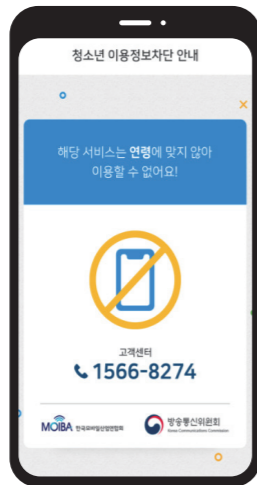 청소년 이용정보차단 안내
해당 서비스는 연령에 맞지 않아
이용할 수 없어요!
고객센터
1566-8274
MOIBA 한국모바일산업연합회
방송통신위원회
Korea Communications Commission